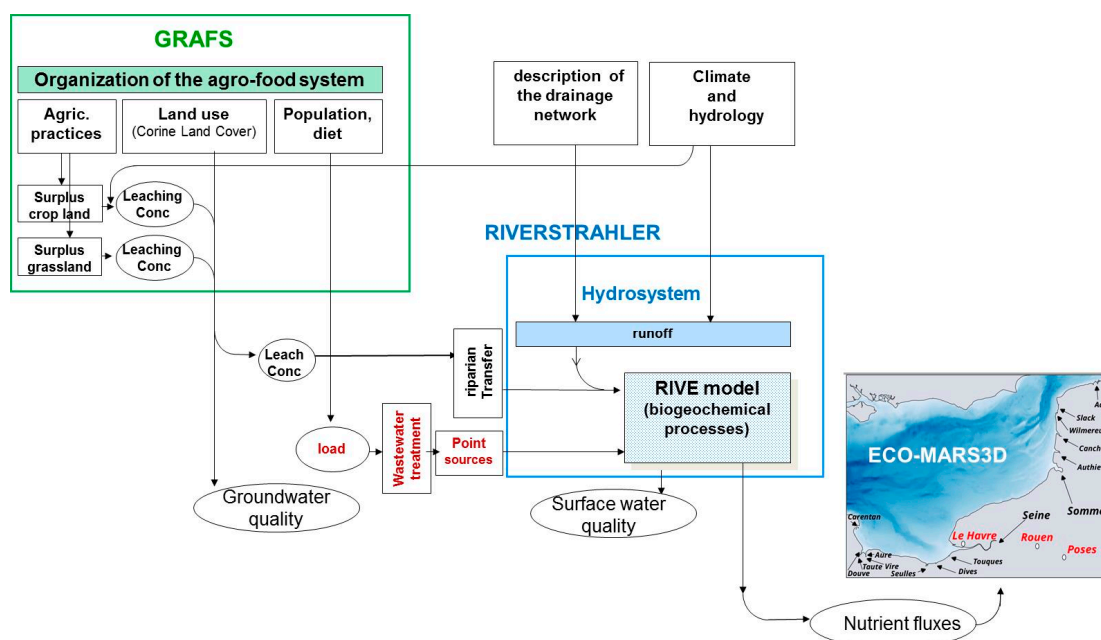 GRAFS
Organization of the agro-food system
Agric.
practices
Land use
(Corine Land Cover)
Population,
diet
description of
the drainage
network
Climate
and
hydrology
Surplus
crop land
Leaching
Conc
Surplus
grassland
Leaching
Conc
RIVERSTRAHLER
Hydrosystem
runoff
Leach
Conc
riparian
Transfer
RIVE model
(biogeochemical
processes)
load
Wastewater
treatment
Point
sources
Groundwater
quality
Surface water
quality
Nutrient fluxes
ECO-MARS3D
Slack
Authie
Somme
Seine
Carentan
Le Havre
Rouen
Poses
Aure
Taute Vire
Douve
Seulles
Dives
Touques